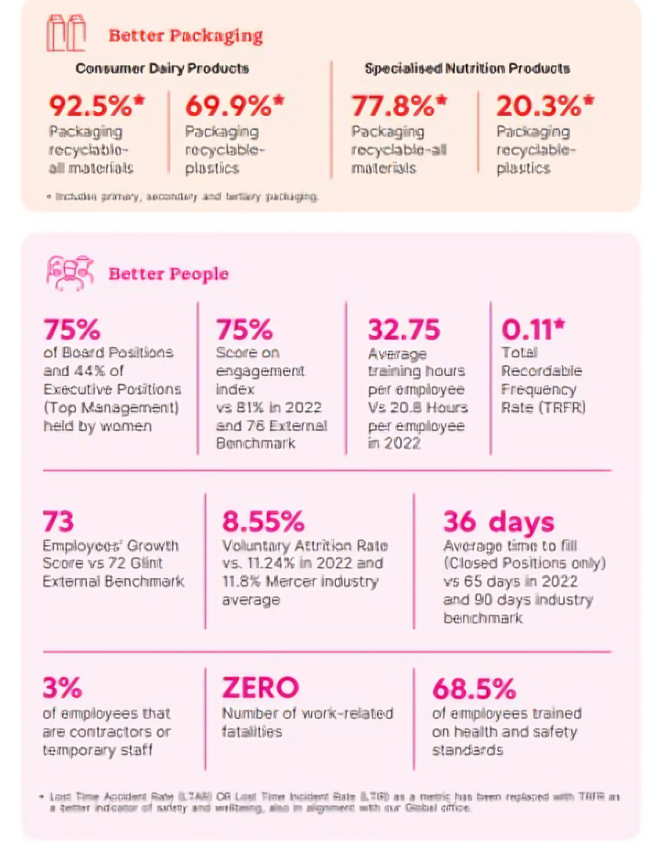 Better Packaging
Consumer Dairy Products
92.5%*
Packaging
recyclable-
all materials
69.9%*
Packaging
recyclable-
plastics
Specialised Nutrition Products
77.8%*
Packaging
recyclable-all
materials
20.3%*
Packaging
recyclable-
plastics
* Includes primary, secondary and tertiary packaging.
Better People
75%
of Board Positions
and 44% of
Executive Positions
(Top Management)
held by women
75%
Score on
engagement
index
vs 81% in 2022
and 76 External
Benchmark
32.75
Average
training hours
per employee
Vs 20.8 Hours
per employee
in 2022
0.11*
Total
Recordable
Frequency
Rate (TRFR)
73
Employees' Growth
Score vs 72 Glint
External Benchmark
8.55%
Voluntary Attrition Rate
vs. 11.24% in 2022 and
11.8% Mercer industry
average
36 days
Average time to fill
(Closed Positions only)
vs 65 days in 2022
and 90 days industry
benchmark
3%
of employees that
are contractors or
temporary staff
ZERO
Number of work-related
fatalities
68.5%
of employees trained
on health and safety
standards
* Lost Time Accident Rate (LTAR) OR Lost Time Incident Rate (LTIR) as a metric has been replaced with TRFR as
a better indicator of safety and wellbeing, also in alignment with our Global office.